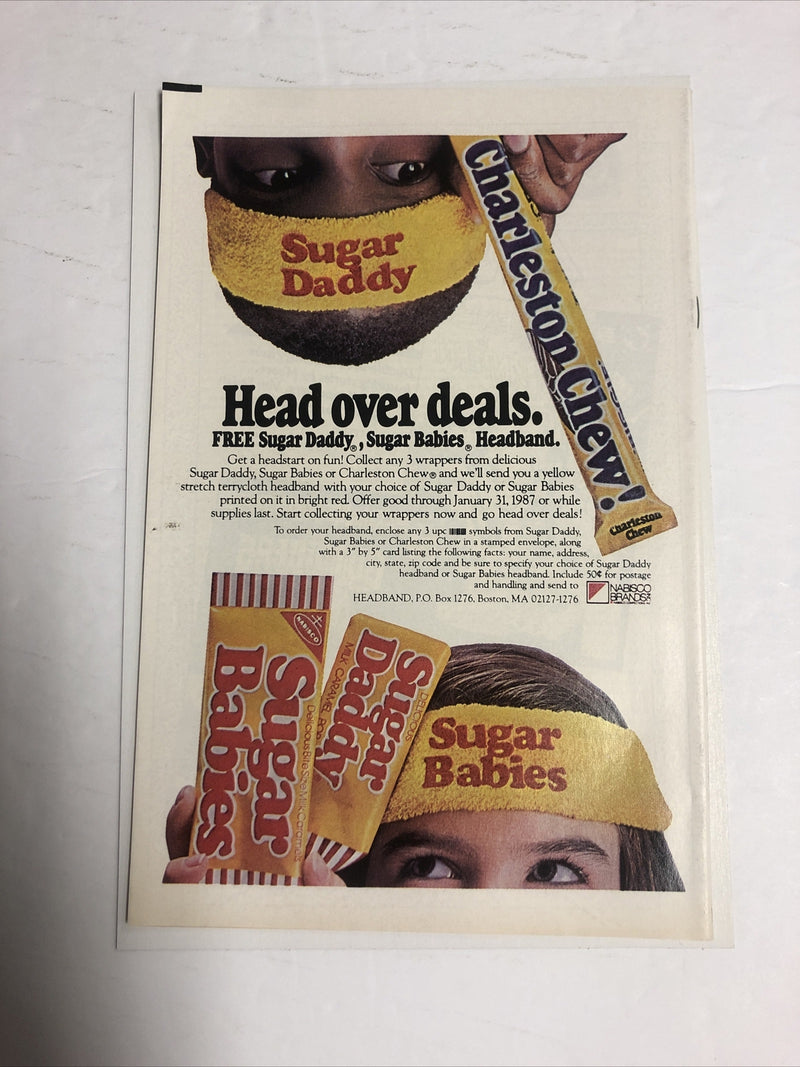 Sugar
Daddy
Charleston Chew!
Charleston
Chew
Head over deals.
FREE Sugar Daddy®, Sugar Babies® Headband.
Get a headstart on fun! Collect any 3 wrappers from delicious
Sugar Daddy, Sugar Babies or Charleston Chew® and we'll send you a yellow
stretch terrycloth headband with your choice of Sugar Daddy or Sugar Babies
printed on it in bright red. Offer good through January 31, 1987 or while
supplies last. Start collecting your wrappers now and go head over deals!
To order your headband, enclose any 3 upc symbols from Sugar Daddy,
Sugar Babies or Charleston Chew in a stamped envelope, along
with a 3" by 5" card listing the following facts: your name, address,
city, state, zip code and be sure to specify your choice of Sugar Daddy
headband or Sugar Babies headband. Include 50¢ for postage
and handling and send to
HEADBAND, P.O. Box 1276, Boston, MA 02127-1276
NABISCO
BRANDS
NABISCO
Sugar
Babies
Delicious Bite Size Milk Caramels
DELICIOUS
Sugar
Daddy
MILK CARAMEL POPS
Sugar
Babies